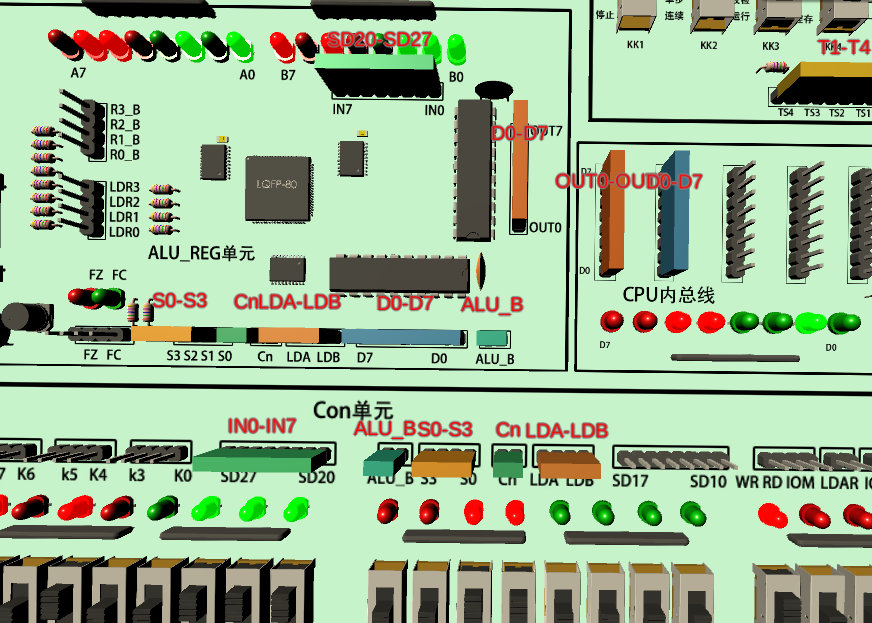 停止
连续
运行
KK1
KK2
KK3
KK4
T1-T4
TS4 TS3 TS2 TS1
SD20-SD27
A7
A0
B7
B0
IN7
IN0
R3_B
R2_B
R1_B
R0_B
LDR3
LDR2
LDR1
LDR0
LQFP-80
D0-D7
OUT7
OUT0
ALU_REG单元
FZ FC
S0-S3
Cn
LDA-LDB
D0-D7
ALU_B
FZ FC
S3 S2 S1 S0
Cn
LDA LDB
D7
D0
ALU_B
D7
OUT0-OU
D0-D7
D0
CPU内总线
D7
D0
Con单元
IN0-IN7
ALU_B
S0-S3
Cn
LDA-LDB
K6
k5 K4
k3 K0
SD27
SD20
ALU_B
S3
S0
Cn
LDA LDB
SD17
SD10
WR RD IOM
LDAR